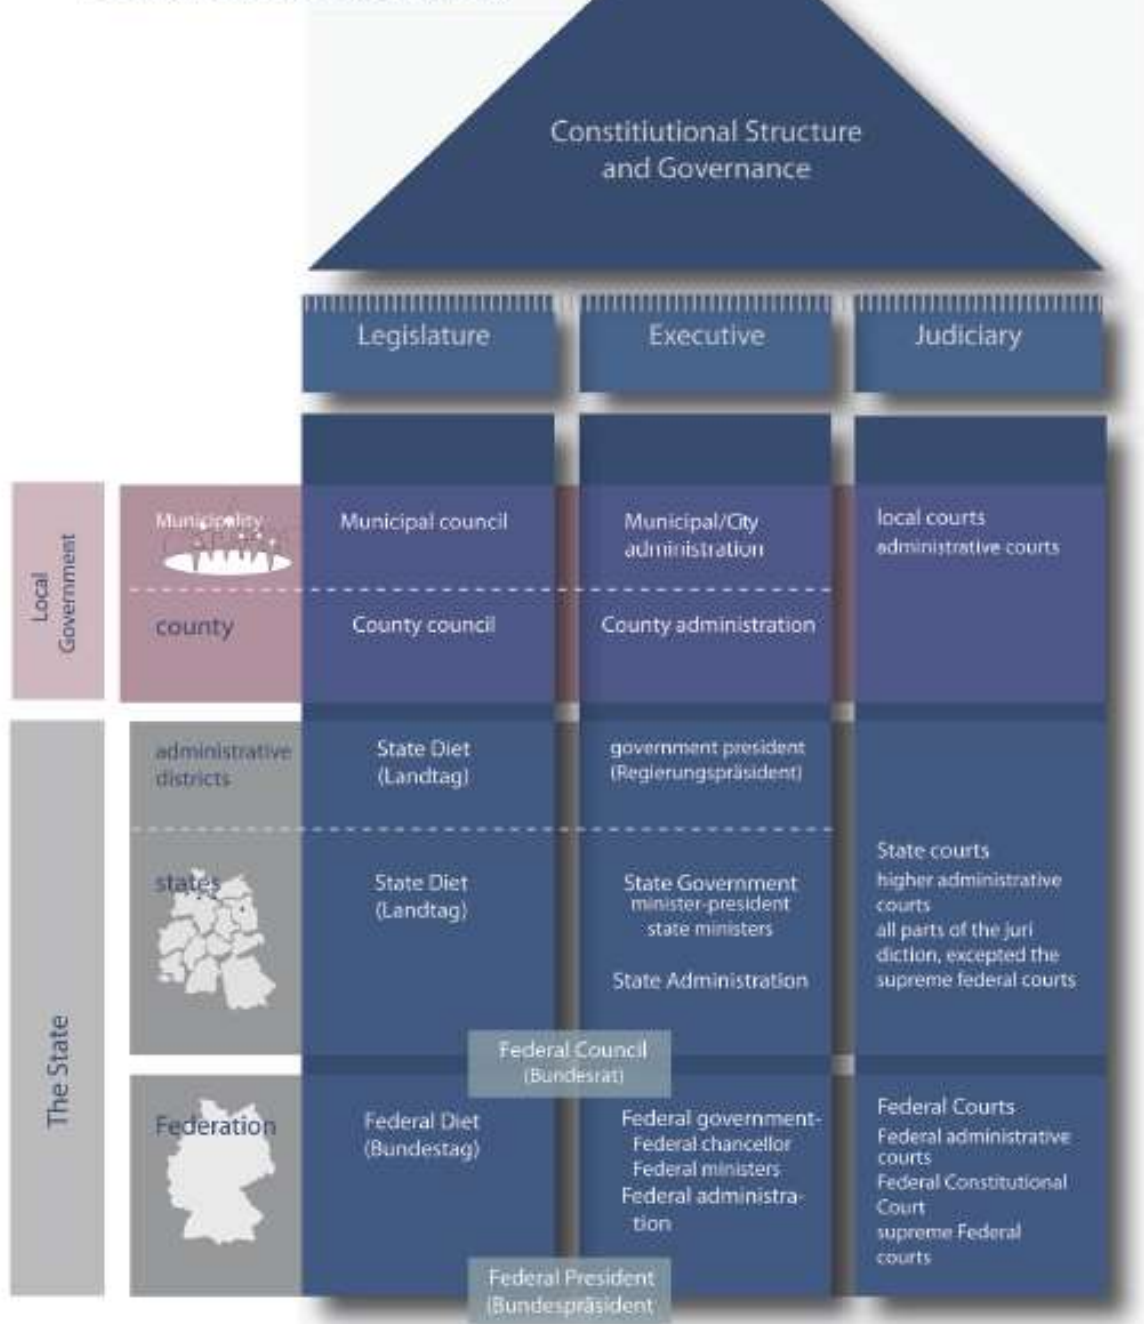 Constitiutional Structure
and Governance
Legislature
Executive
Judiciary
Local
Government
Municipality
Municipal council
Municipal/City
administration
local courts
administrative courts
county
County council
County administration
The State
administrative
districts
State Diet
(Landtag)
government president
(Regierungspräsident)
states
State Diet
(Landtag)
State Government
minister-president
state ministers
State Administration
State courts
higher administrative
courts
all parts of the juri
diction, excepted the
supreme federal courts
Federal Council
(Bundesrat)
Federation
Federal Diet
(Bundestag)
Federal government-
Federal chancellor
Federal ministers
Federal administra-
tion
Federal Courts
Federal administrative
courts
Federal Constitutional
Court
supreme Federal
courts
Federal President
(Bundespräsident